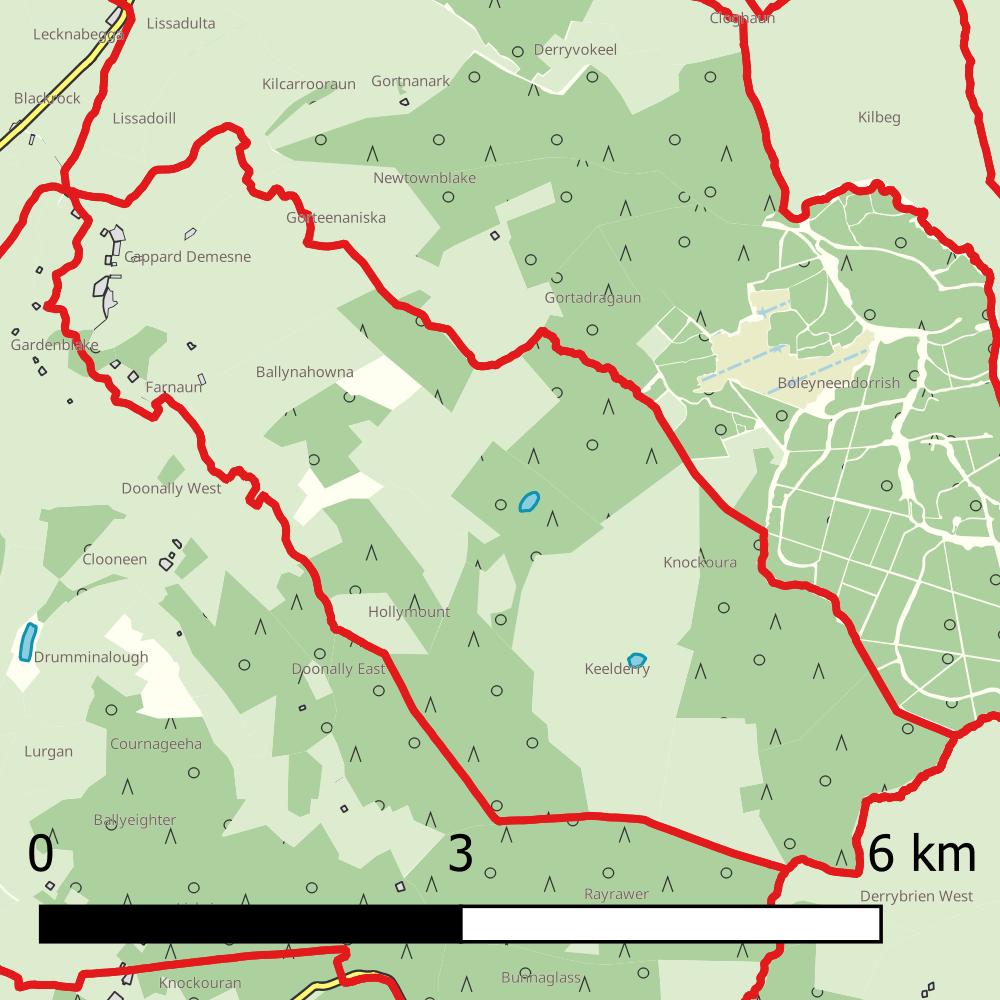 Cloghaun
Lissadulta
Lecknabegga
Derryvokeel
Kilcarrooraun
Gortnanark
Blackrock
Lissadoill
Kilbeg
Newtownblake
Gorteenaniska
Cappard Demesne
Gortadragaun
Gardenblake
Ballynahowna
Farnaun
Boleyneendorrish
Doonally West
Clooneen
Knockoura
Hollymount
Drumminalough
Doonally East
Keelderry
Cournageeha
Lurgan
Ballyeighter
0 3 6 km
Rayrawer
Derrybrien West
Knockouran
Bunnaglass